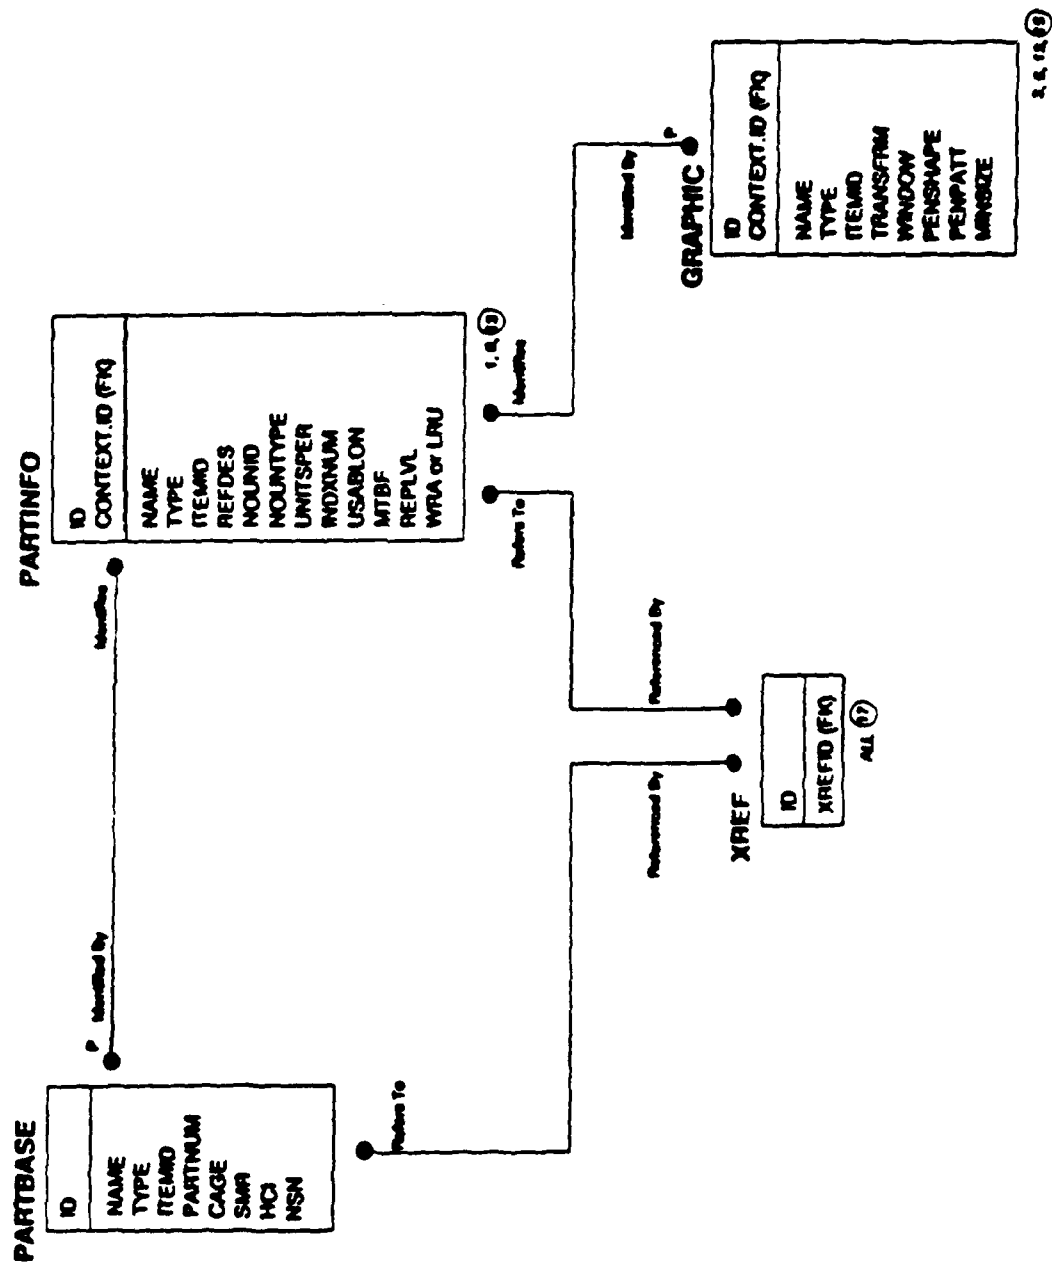 PARTBASE
ID
NAME
TYPE
ITEMID
PARTNUM
CAGE
SMR
HCI
NSN
P
Identified By
Identifies
Refers To
PARTINFO
ID
CONTEXT.ID (FK)
NAME
TYPE
ITEMID
REFDES
NOUNID
NOUNTYPE
UNITSPER
INDXNUM
USABLON
MTBF
REPLVL
WRA or LRU
Refers To
Identifies
Referenced By
Referenced By
XREF
ID
XREFID (FK)
ALL 17
Identified By
P
GRAPHIC
ID
CONTEXT.ID (FK)
NAME
TYPE
ITEMID
TRANSFRM
WINDOW
PENSHAPE
PENPATT
MINSIZE